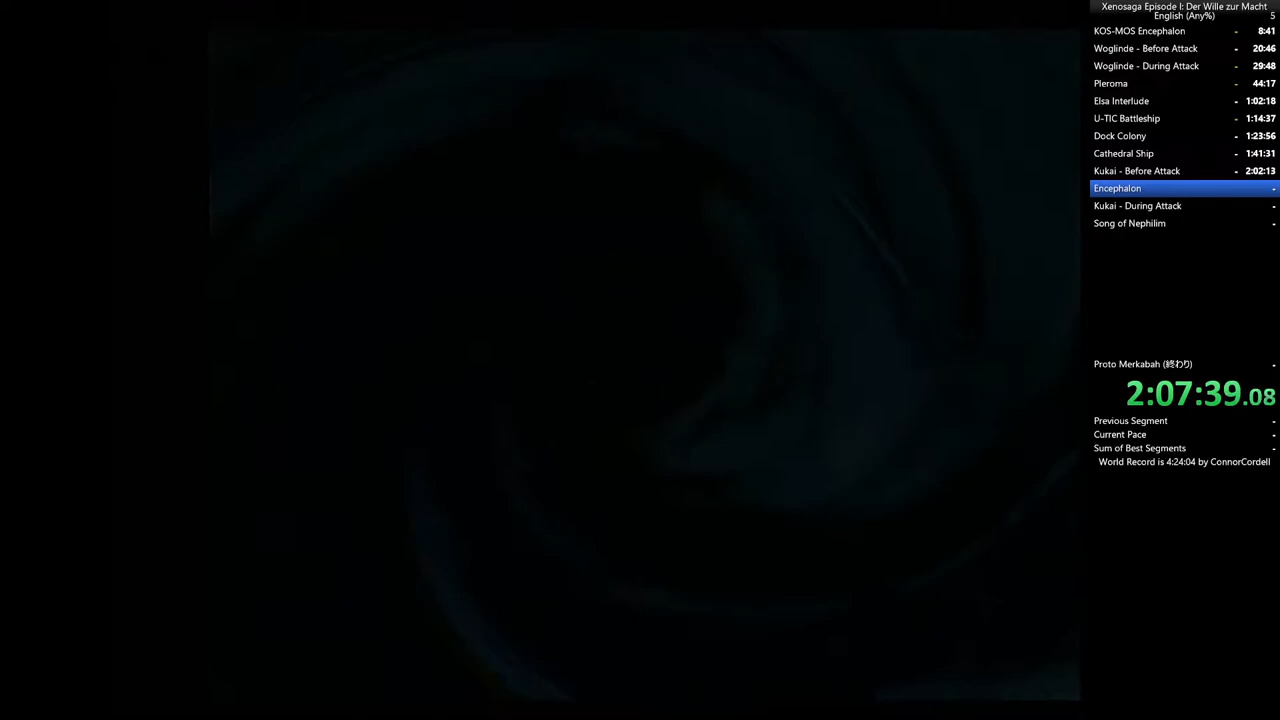 Xenosaga Episode I: Der Wille zur Macht
English (Any%) 5
KOS-MOS Encephalon - 8:41
Woglinde - Before Attack - 20:46
Woglinde - During Attack - 29:48
Pleroma - 44:17
Elsa Interlude - 1:02:18
U-TIC Battleship - 1:14:37
Dock Colony - 1:23:56
Cathedral Ship - 1:41:31
Kukai - Before Attack - 2:02:13
Encephalon -
Kukai - During Attack -
Song of Nephilim -
Proto Merkabah (終わり) -
2:07:39.08
Previous Segment -
Current Pace -
Sum of Best Segments -
World Record is 4:24:04 by ConnorCordell